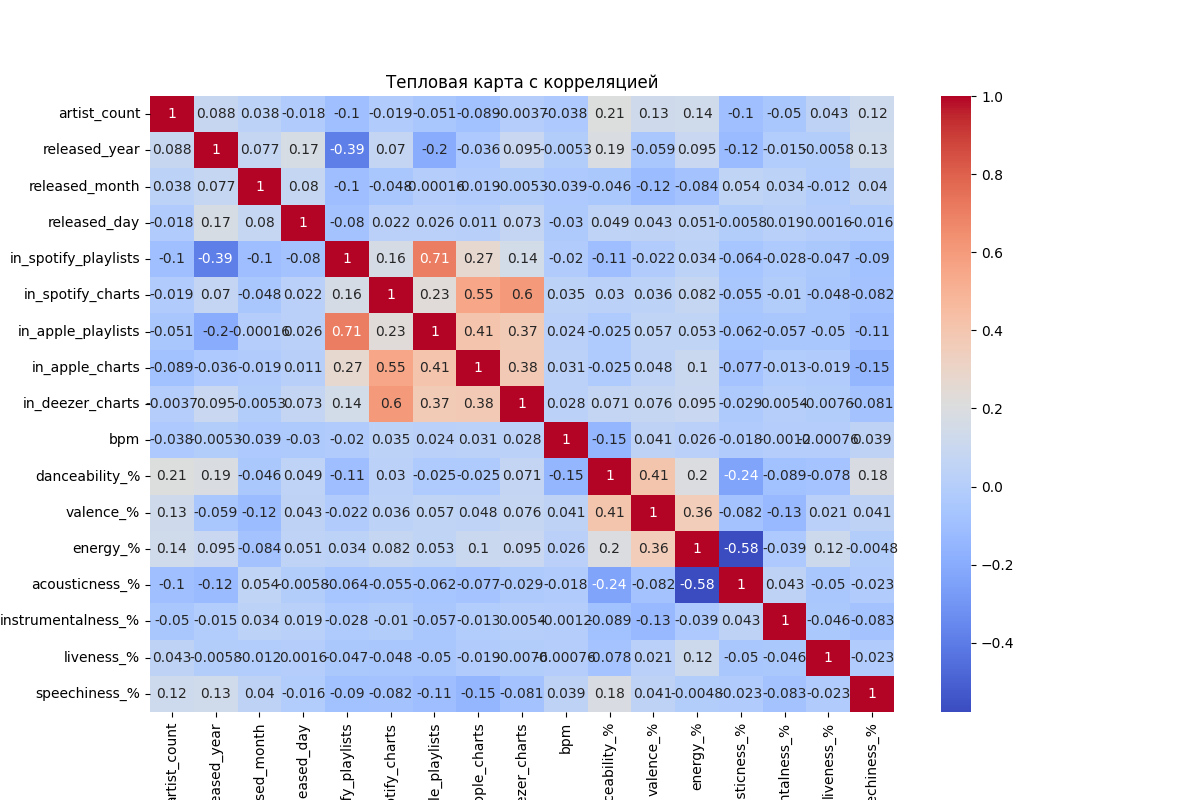 Тепловая карта с корреляцией
artist_count 1 0.088 0.038 -0.018 -0.1 -0.019 -0.051 -0.089 -0.0037 -0.038 0.21 0.13 0.14 -0.1 -0.05 0.043 0.12
released_year 0.088 1 0.077 0.17 -0.39 0.07 -0.2 -0.036 0.095 -0.0053 0.19 -0.059 0.095 -0.12 -0.015 0.0058 0.13
released_month 0.038 0.077 1 0.08 -0.1 -0.048 0.00016 0.019 -0.0053 -0.039 -0.046 -0.12 -0.084 0.054 0.034 -0.012 0.04
released_day -0.018 0.17 0.08 1 -0.08 0.022 0.026 0.011 0.073 -0.03 0.049 0.043 0.051 -0.0058 0.019 0.0016 -0.016
in_spotify_playlists -0.1 -0.39 -0.1 -0.08 1 0.16 0.71 0.27 0.14 -0.02 -0.11 -0.022 0.034 -0.064 -0.028 -0.047 -0.09
in_spotify_charts -0.019 0.07 -0.048 0.022 0.16 1 0.23 0.55 0.6 0.035 0.03 0.036 0.082 -0.055 -0.01 -0.048 -0.082
in_apple_playlists -0.051 -0.2 -0.00016 0.026 0.71 0.23 1 0.41 0.37 0.024 -0.025 0.057 0.053 -0.062 -0.057 -0.05 -0.11
in_apple_charts -0.089 -0.036 -0.019 0.011 0.27 0.55 0.41 1 0.38 0.031 -0.025 0.048 0.1 -0.077 -0.013 -0.019 -0.15
in_deezer_charts -0.0037 0.095 -0.0053 0.073 0.14 0.6 0.37 0.38 1 0.028 0.071 0.076 0.095 -0.029 0.0054 -0.0076 -0.081
bpm -0.038 -0.0053 -0.039 -0.03 -0.02 0.035 0.024 0.031 0.028 1 -0.15 0.041 0.026 -0.018 -0.0012 -0.00076 0.039
danceability_% 0.21 0.19 -0.046 0.049 -0.11 0.03 -0.025 -0.025 0.071 -0.15 1 0.41 0.2 -0.24 -0.089 -0.078 0.18
valence_% 0.13 -0.059 -0.12 0.043 -0.022 0.036 0.057 0.048 0.076 0.041 0.41 1 0.36 -0.082 -0.13 0.021 0.041
energy_% 0.14 0.095 -0.084 0.051 0.034 0.082 0.053 0.1 0.095 0.026 0.2 0.36 1 -0.58 -0.039 0.12 -0.0048
acousticness_% -0.1 -0.12 0.054 -0.0058 -0.064 -0.055 -0.062 -0.077 -0.029 -0.018 -0.24 -0.082 -0.58 1 0.043 -0.05 -0.023
instrumentalness_% -0.05 -0.015 0.034 0.019 -0.028 -0.01 -0.057 -0.013 0.0054 -0.0012 -0.089 -0.13 -0.039 0.043 1 -0.046 -0.083
liveness_% 0.043 -0.0058 -0.012 0.0016 -0.047 -0.048 -0.05 -0.019 -0.0076 -0.00076 -0.078 0.021 0.12 -0.05 -0.046 1 -0.023
speechiness_% 0.12 0.13 0.04 -0.016 -0.09 -0.082 -0.11 -0.15 -0.081 0.039 0.18 0.041 -0.0048 -0.023 -0.083 -0.023 1
artist_count
eased_year
sed_month
eased_day
fy_playlists
tify_charts
le_playlists
pple_charts
ezer_charts
bpm
ceability_%
valence_%
energy_%
sticness_%
ntalness_%
liveness_%
echiness_%
1.0
0.8
0.6
0.4
0.2
0.0
−0.2
−0.4